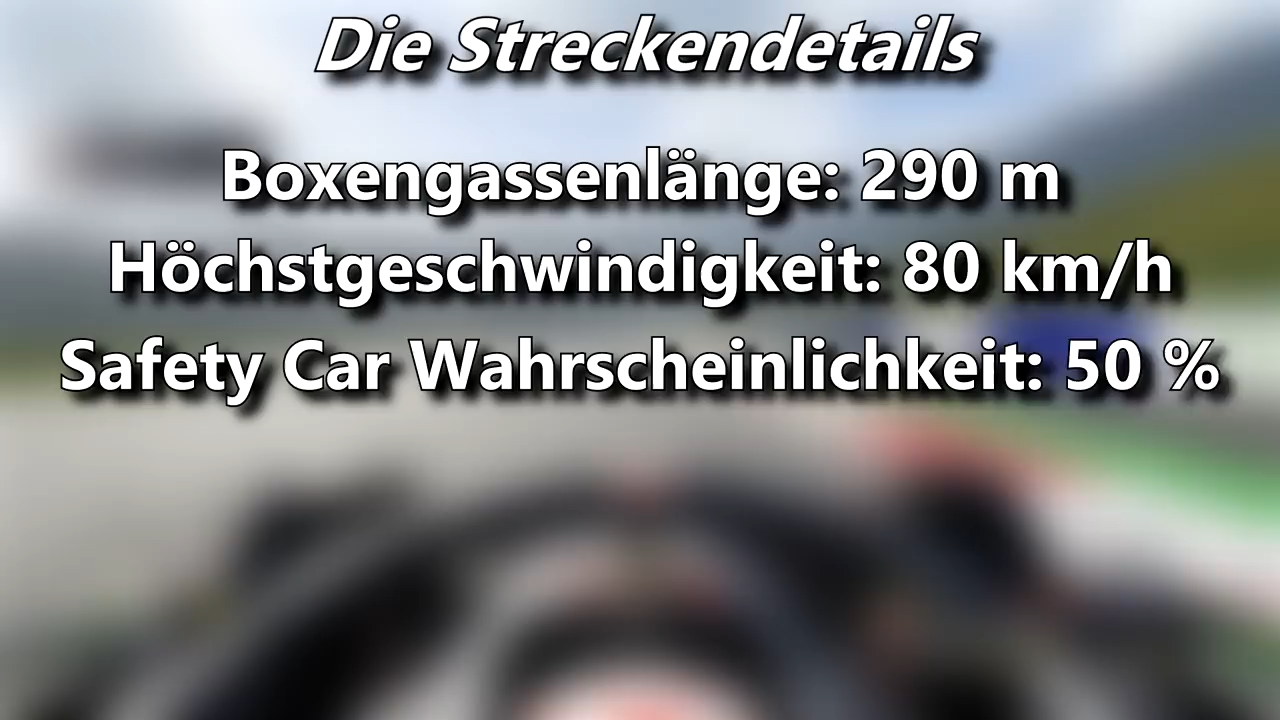 Die Streckendetails
Boxengassenlänge: 290 m
Höchstgeschwindigkeit: 80 km/h
Safety Car Wahrscheinlichkeit: 50 %